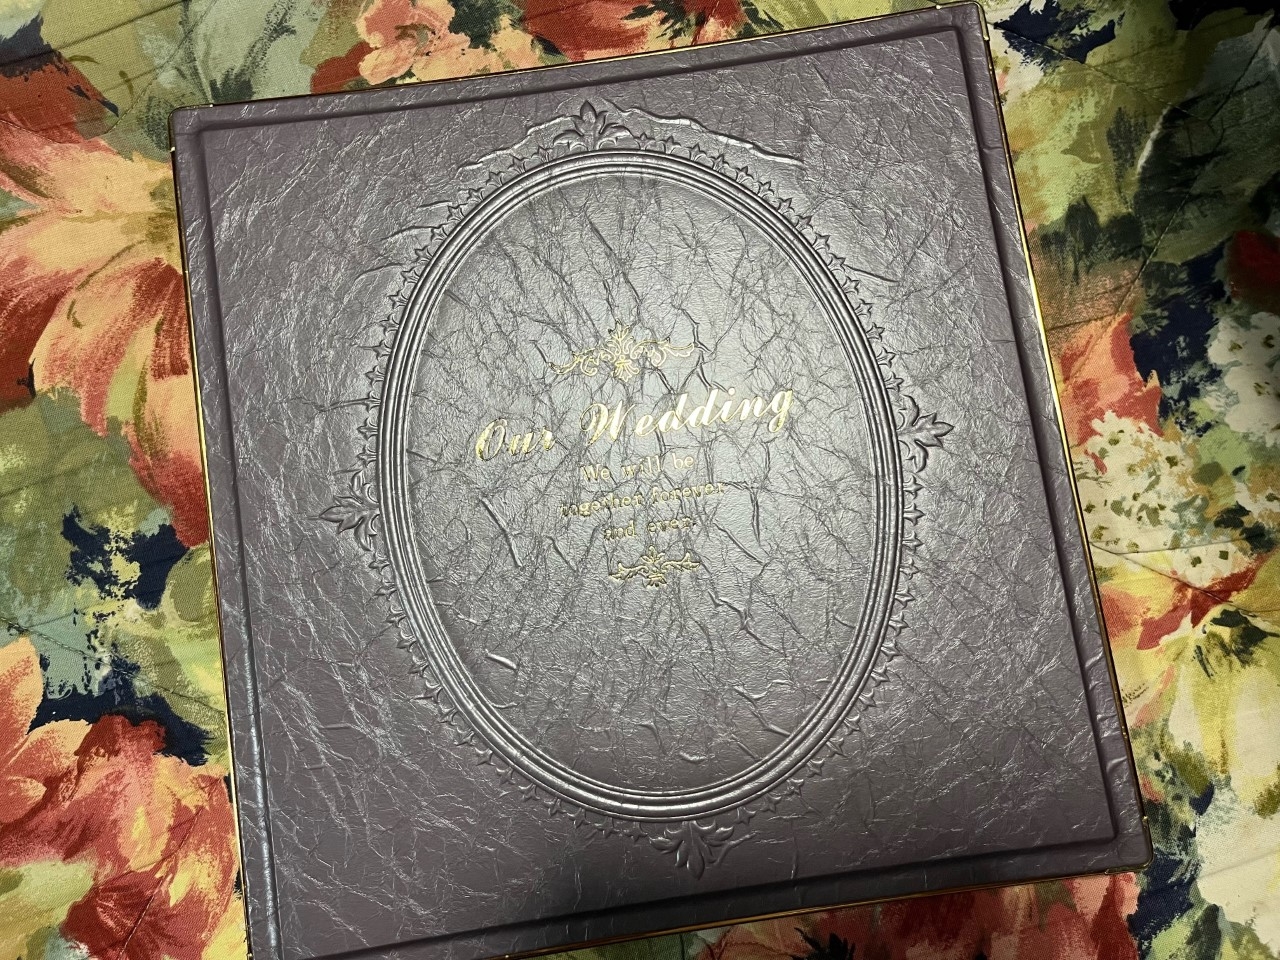 Our Wedding
We will be
together forever
and ever.